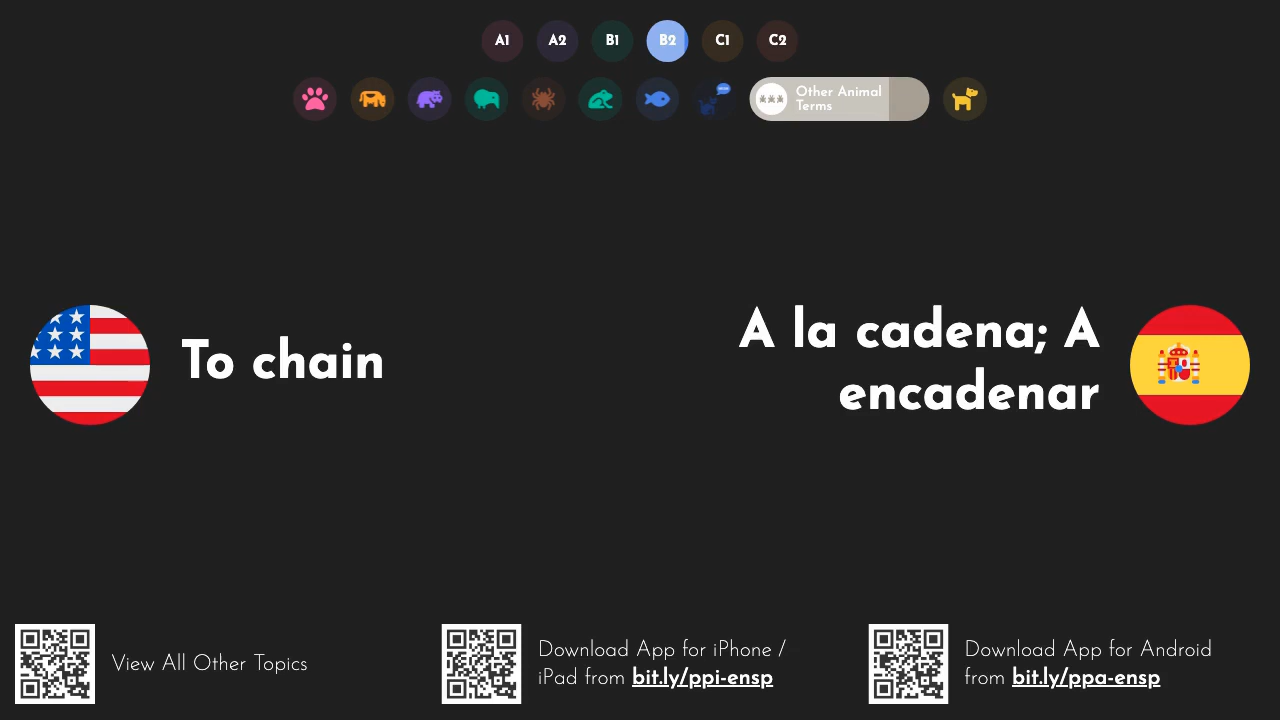 A1 A2 B1 B2 C1 C2
Other Animal
Terms
To chain
A la cadena; A
encadenar
View All Other Topics
Download App for iPhone /
iPad from bit.ly/ppi-ensp
Download App for Android
from bit.ly/ppa-ensp